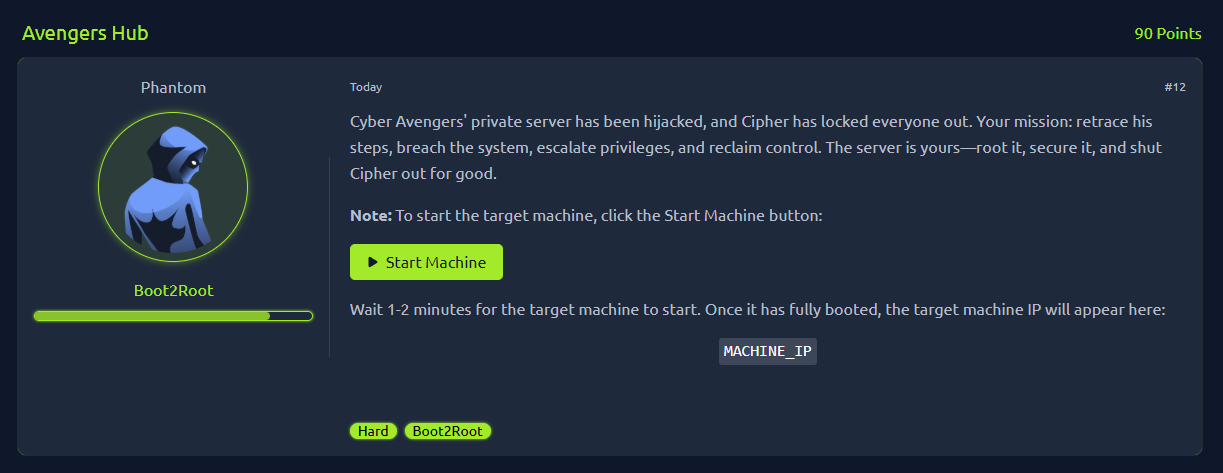 Avengers Hub
90 Points
Phantom
Boot2Root
Today
#12
Cyber Avengers' private server has been hijacked, and Cipher has locked everyone out. Your mission: retrace his
steps, breach the system, escalate privileges, and reclaim control. The server is yours—root it, secure it, and shut
Cipher out for good.
Note: To start the target machine, click the Start Machine button:
Start Machine
Wait 1-2 minutes for the target machine to start. Once it has fully booted, the target machine IP will appear here:
MACHINE_IP
Hard
Boot2Root